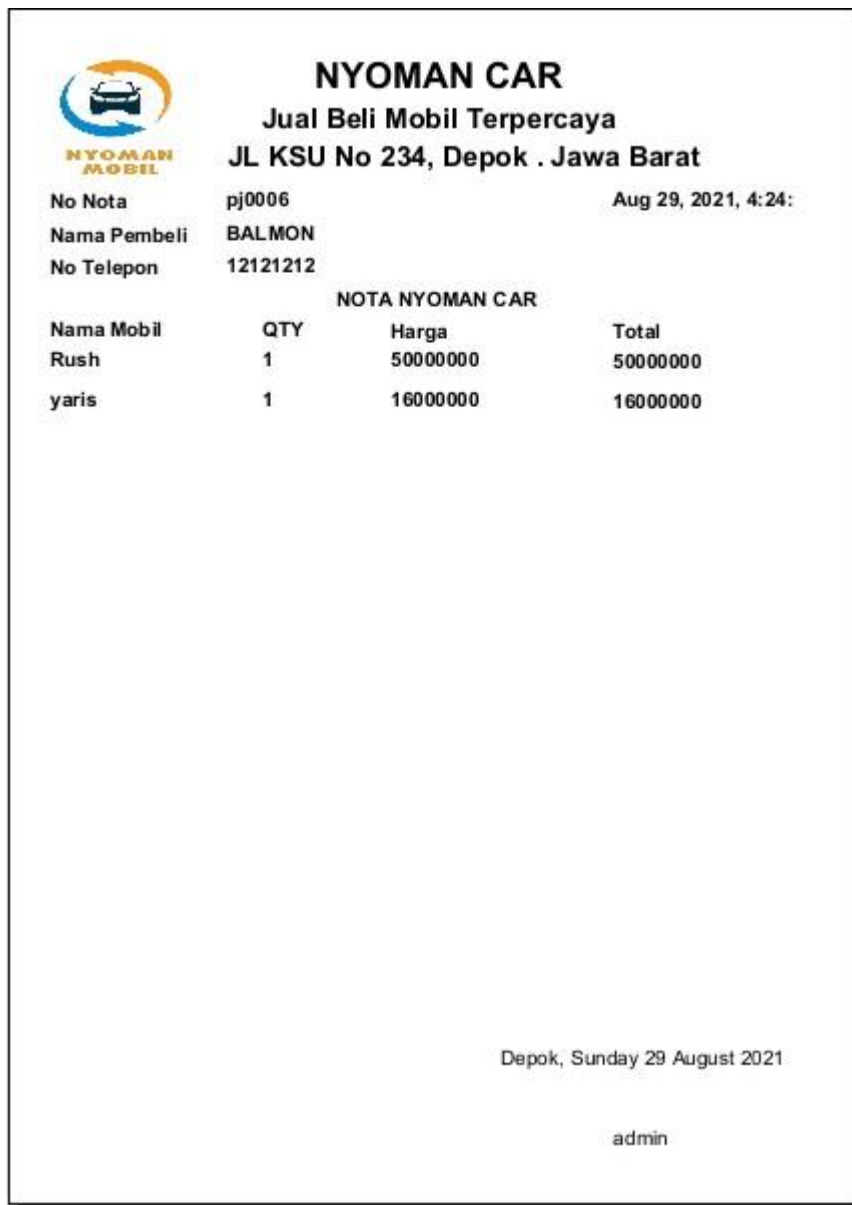 NYOMAN MOBIL
NYOMAN CAR
Jual Beli Mobil Terpercaya
JL KSU No 234, Depok . Jawa Barat
No Nota pj0006 Aug 29, 2021, 4:24:
Nama Pembeli BALMON
No Telepon 12121212
NOTA NYOMAN CAR
Nama Mobil QTY Harga Total
Rush 1 50000000 50000000
yaris 1 16000000 16000000
Depok, Sunday 29 August 2021
admin